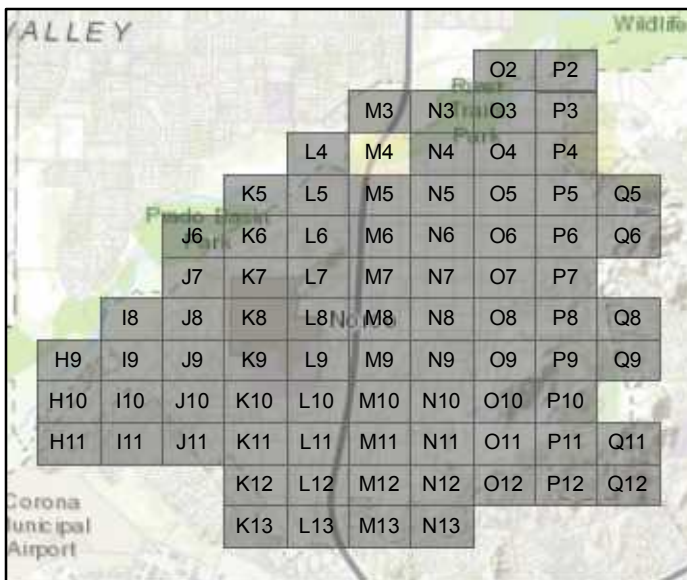 VALLEY
Wildlife
O2 P2
River
M3 N3 O3 P3
Trails
Park
L4 M4 N4 O4 P4
K5 L5 M5 N5 O5 P5 Q5
Prado Basin
Park
J6 K6 L6 M6 N6 O6 P6 Q6
J7 K7 L7 M7 N7 O7 P7
I8 J8 K8 L8 M8 N8 O8 P8 Q8
Norco
H9 I9 J9 K9 L9 M9 N9 O9 P9 Q9
H10 I10 J10 K10 L10 M10 N10 O10 P10
H11 I11 J11 K11 L11 M11 N11 O11 P11 Q11
K12 L12 M12 N12 O12 P12 Q12
K13 L13 M13 N13
Corona
Municipal
Airport